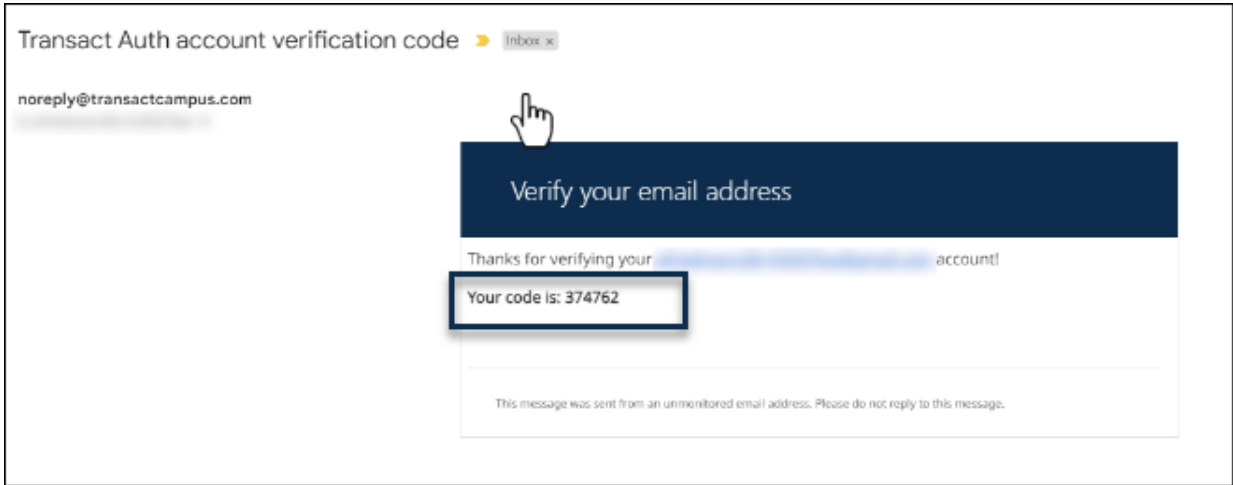 Transact Auth account verification code Inbox x
noreply@transactcampus.com
Verify your email address
Thanks for verifying your account!
Your code is: 374762
This message was sent from an unmonitored email address. Please do not reply to this message.